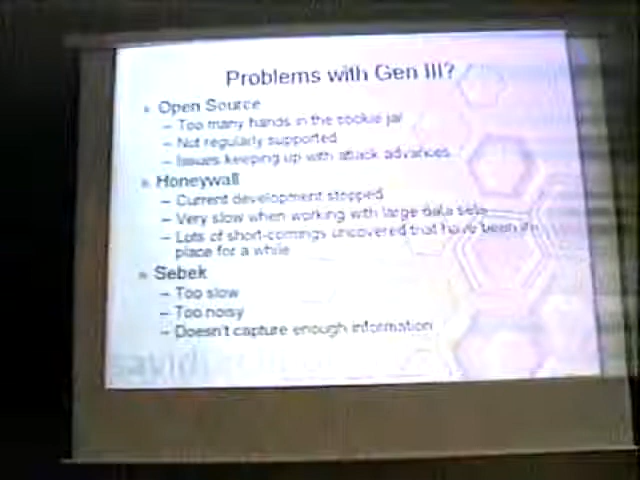 Problems with Gen III?
» Open Source
– Too many hands in the cookie jar
– Not regularly supported
– Issues keeping up with attack advances
» Honeywall
– Current development stopped
– Very slow when working with large data sets
– Lots of short-comings uncovered that have been in
place for a while
» Sebek
– Too slow
– Too noisy
– Doesn't capture enough information